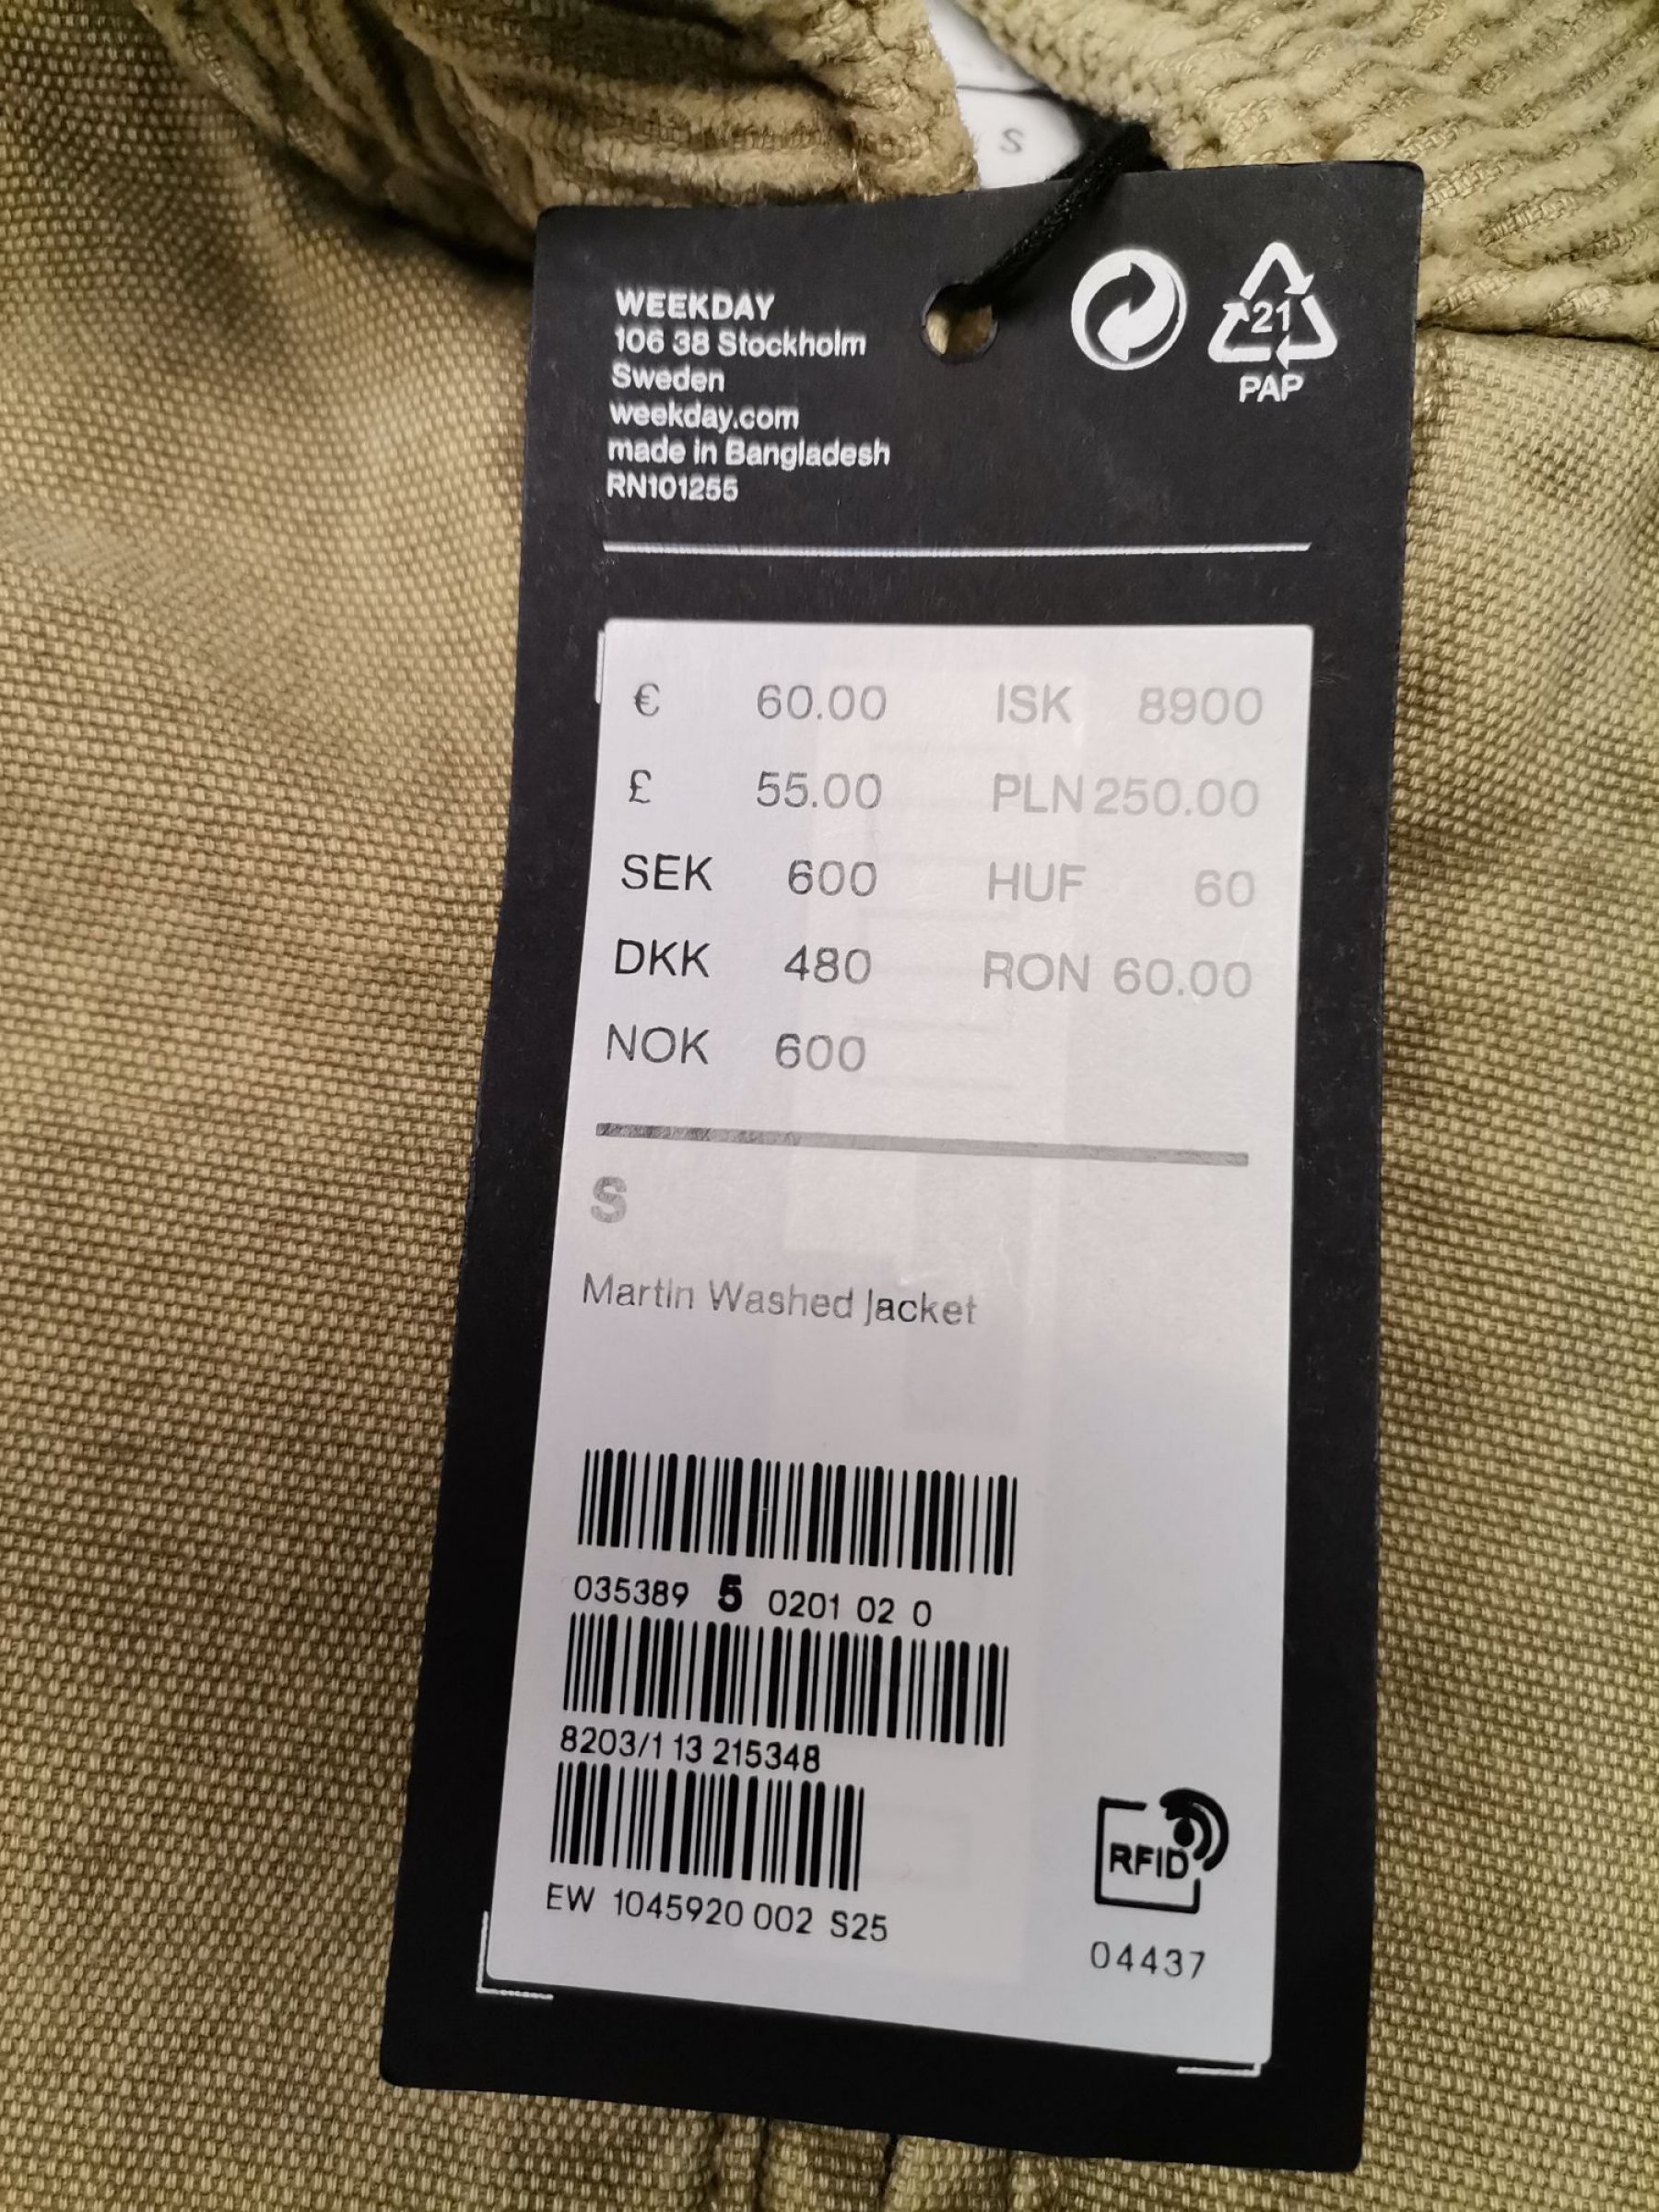 S
WEEKDAY
106 38 Stockholm
Sweden
weekday.com
made in Bangladesh
RN101255
21
PAP
€ 60.00 ISK 8900
£ 55.00 PLN 250.00
SEK 600 HUF 60
DKK 480 RON 60.00
NOK 600
S
Martin Washed Jacket
035389 5 0201 02 0
8203/1 13 215348
EW 1045920 002 S25
RFID
04437